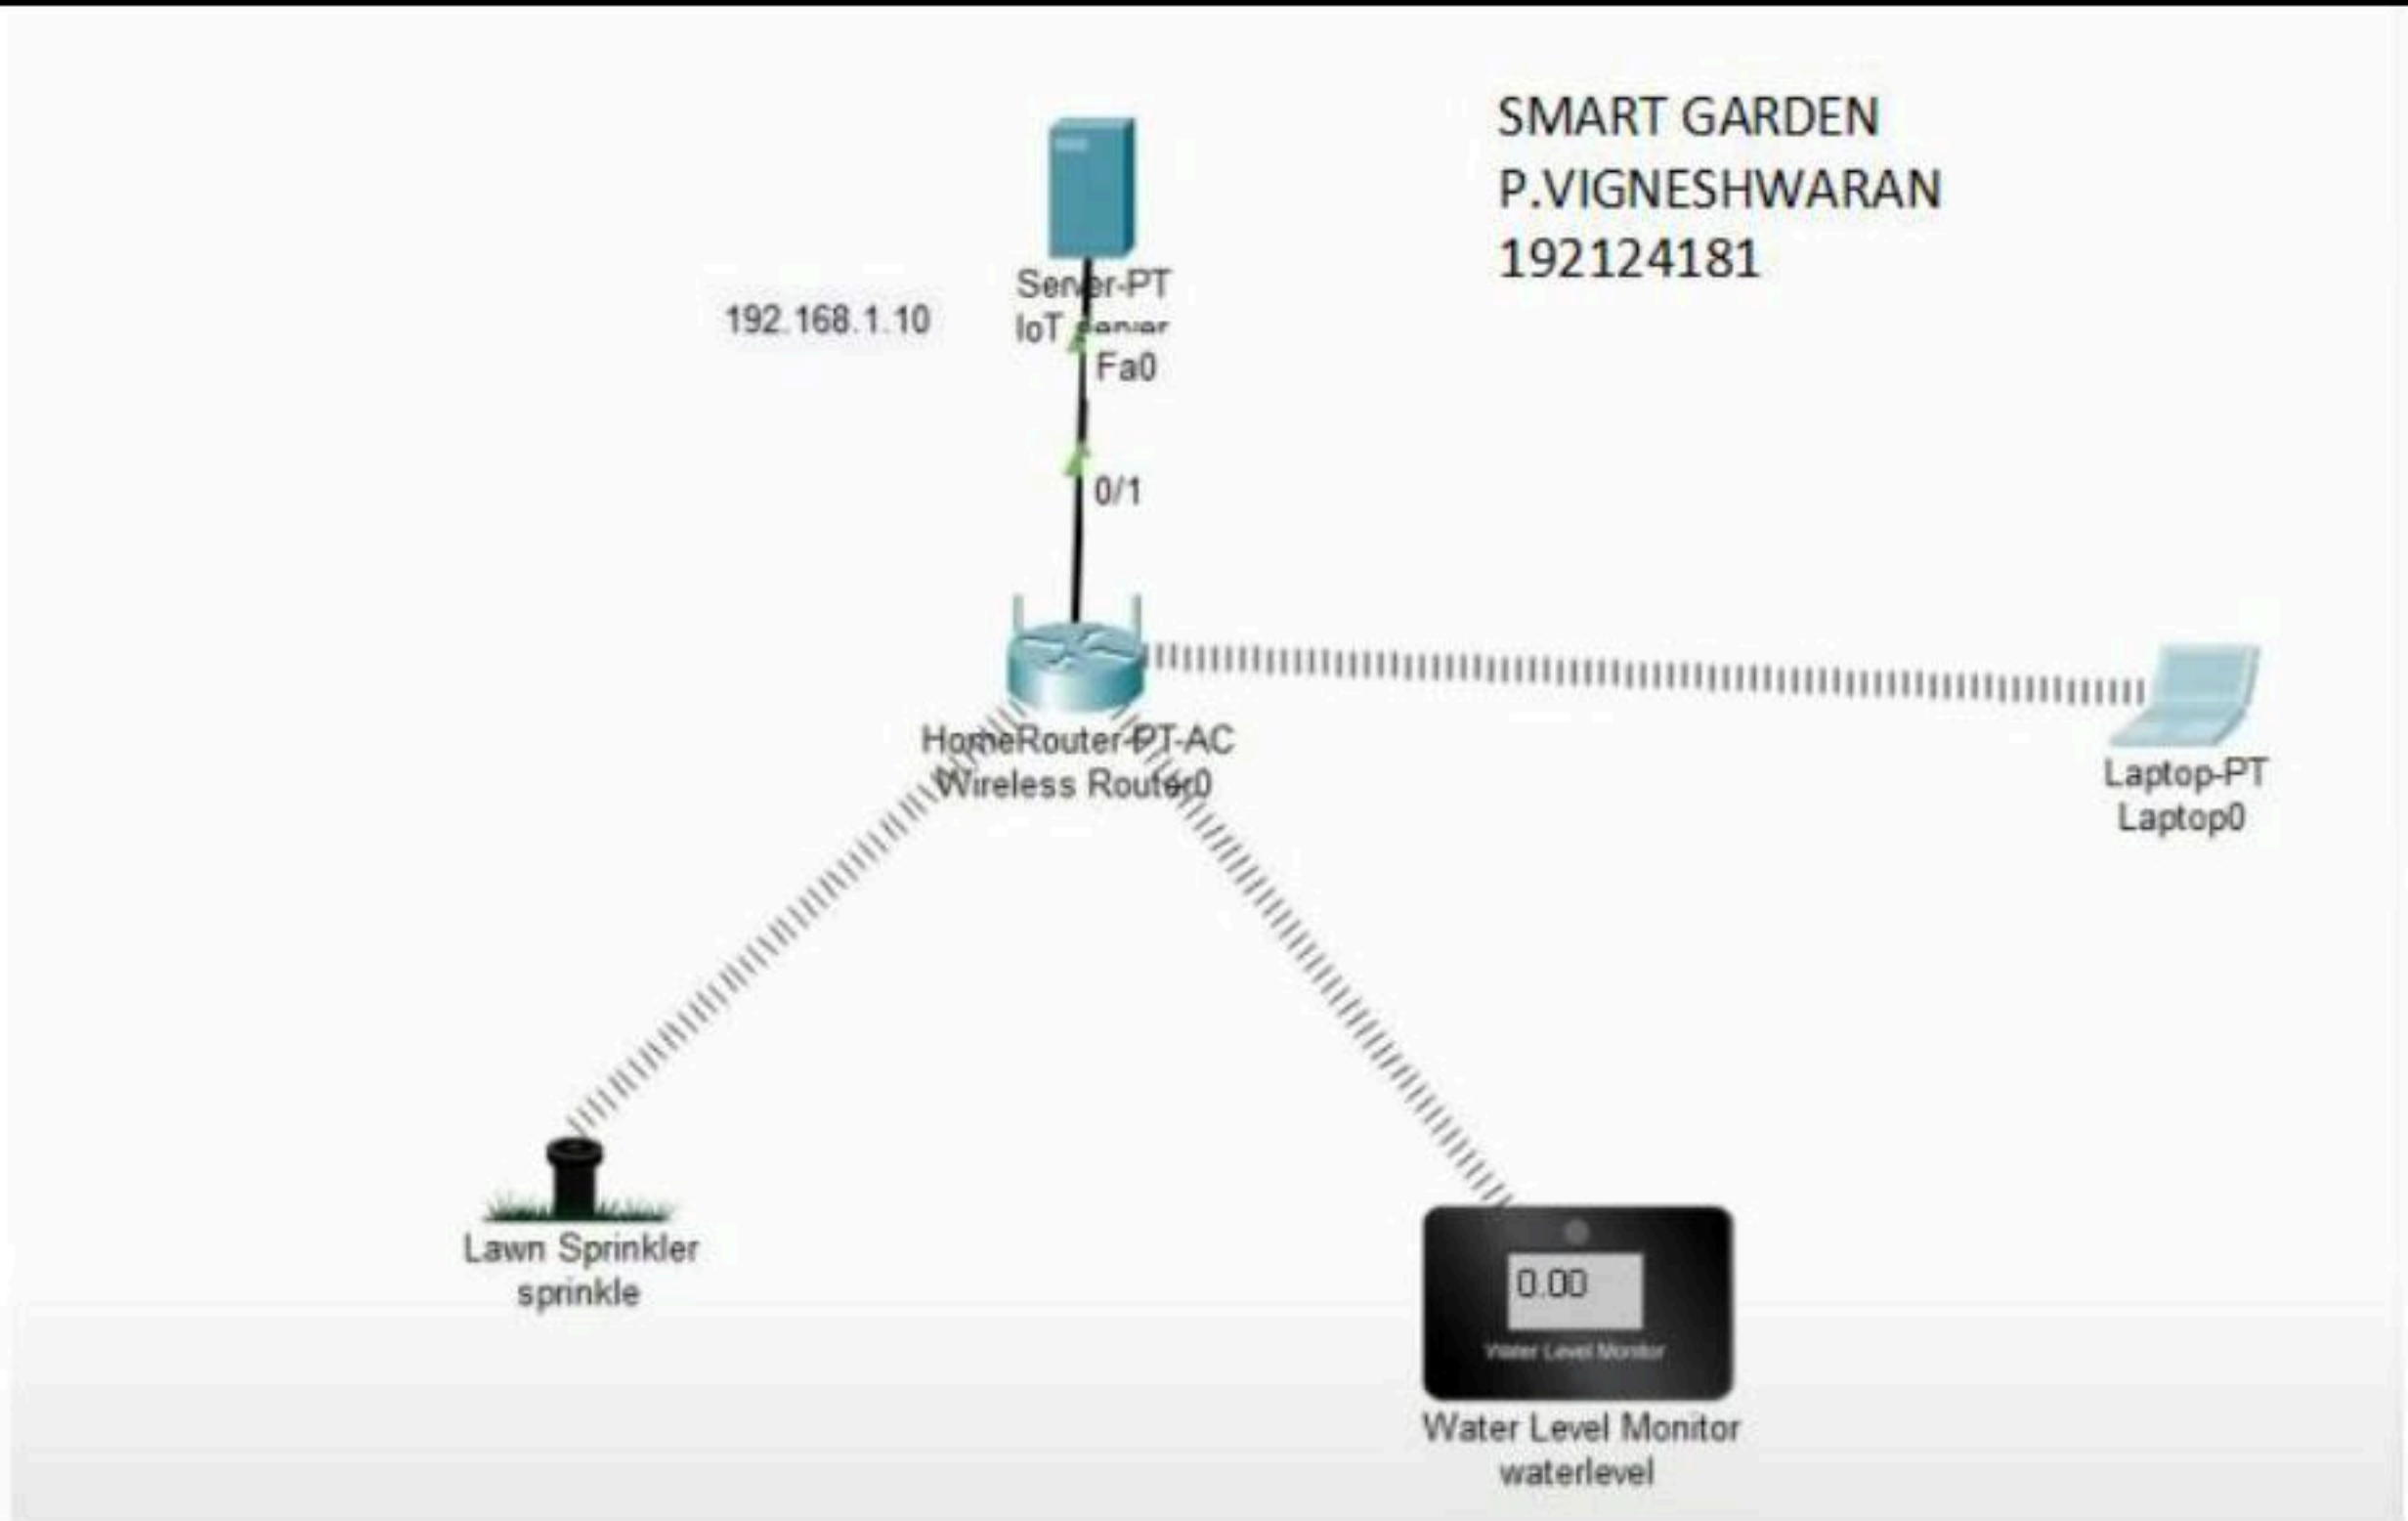 SMART GARDEN
P.VIGNESHWARAN
192124181
Server-PT
192.168.1.10
IoT server
Fa0
0/1
HomeRouter-PT-AC
Wireless Router0
Laptop-PT
Laptop0
Lawn Sprinkler
sprinkle
0.00
Water Level Monitor
Water Level Monitor
waterlevel